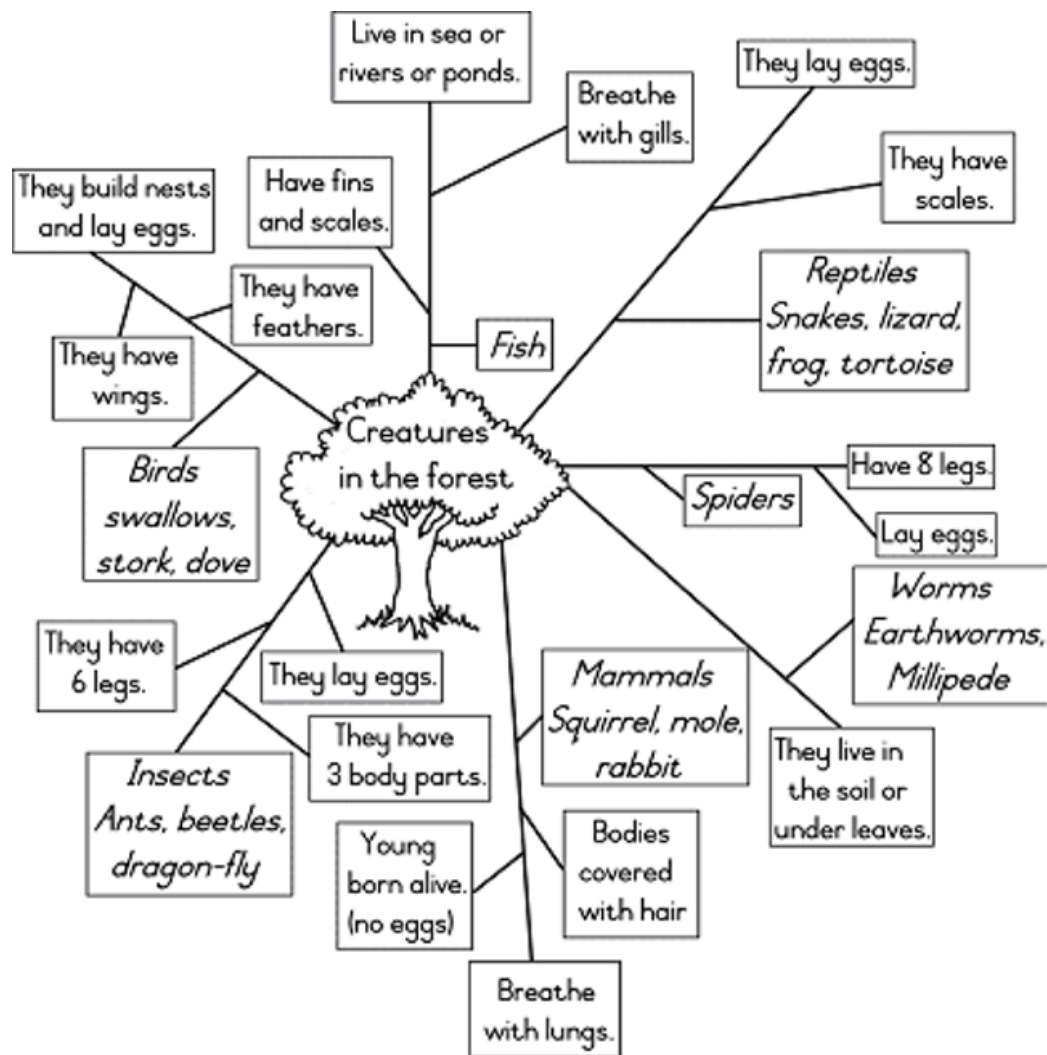 Live in sea or
rivers or ponds.
They lay eggs.
Breathe
with gills.
They have
scales.
They build nests
and lay eggs.
Have fins
and scales.
They have
feathers.
Reptiles
Snakes, lizard,
frog, tortoise
Fish
They have
wings.
Creatures
in the forest
Birds
swallows,
stork, dove
Have 8 legs.
Spiders
Lay eggs.
Worms
Earthworms,
Millipede
They have
6 legs.
They lay eggs.
Mammals
Squirrel, mole,
rabbit
They have
3 body parts.
They live in
the soil or
under leaves.
Insects
Ants, beetles,
dragon-fly
Young
born alive.
(no eggs)
Bodies
covered
with hair
Breathe
with lungs.